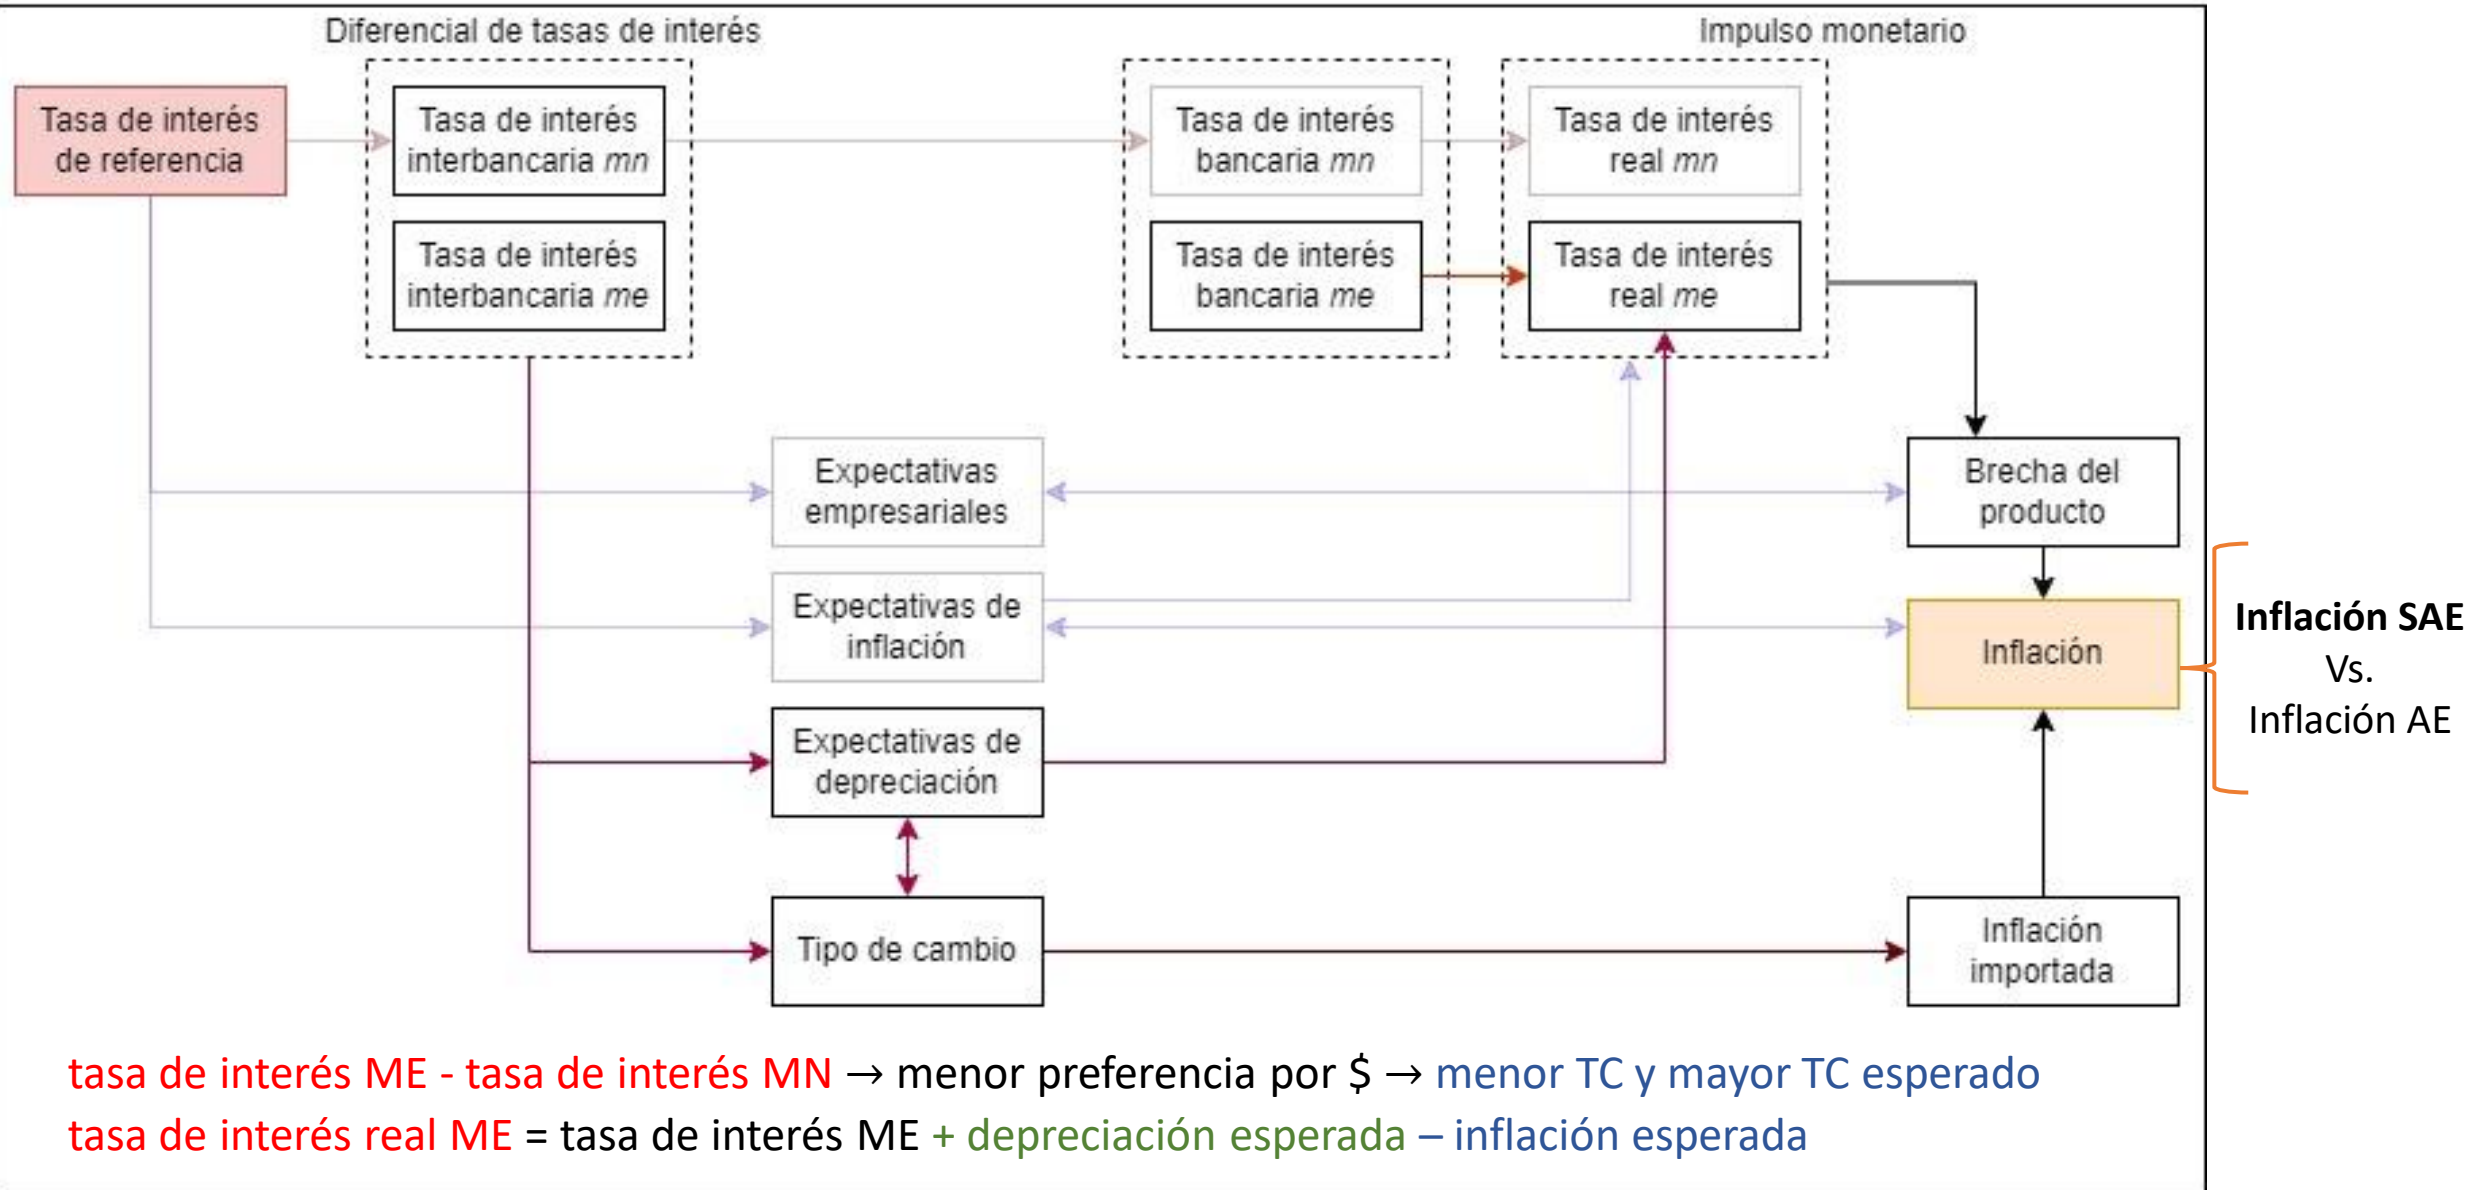 Diferencial de tasas de interés
Impulso monetario
Tasa de interés
de referencia
Tasa de interés
interbancaria mn
Tasa de interés
bancaria mn
Tasa de interés
real mn
Tasa de interés
interbancaria me
Tasa de interés
bancaria me
Tasa de interés
real me
Expectativas
empresariales
Brecha del
producto
Expectativas de
inflación
Inflación
Inflación SAE
Vs.
Inflación AE
Expectativas de
depreciación
Tipo de cambio
Inflación
importada
tasa de interés ME - tasa de interés MN → menor preferencia por $ → menor TC y mayor TC esperado
tasa de interés real ME = tasa de interés ME + depreciación esperada – inflación esperada